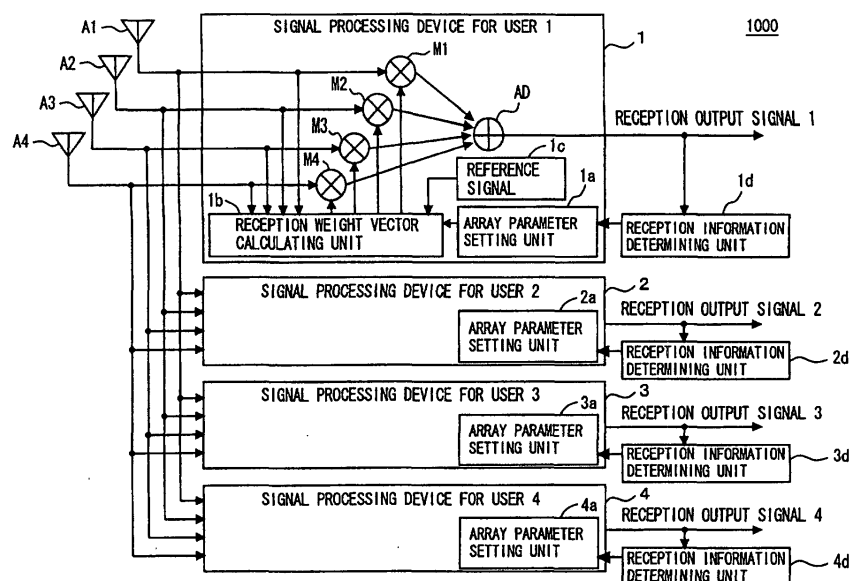 1000
A1
A2
A3
A4
SIGNAL PROCESSING DEVICE FOR USER 1
1
M1
M2
M3
M4
AD
RECEPTION OUTPUT SIGNAL 1
1c
REFERENCE
SIGNAL
1a
ARRAY PARAMETER
SETTING UNIT
1b
RECEPTION WEIGHT VECTOR
CALCULATING UNIT
1d
RECEPTION INFORMATION
DETERMINING UNIT
SIGNAL PROCESSING DEVICE FOR USER 2
2
2a
ARRAY PARAMETER
SETTING UNIT
RECEPTION OUTPUT SIGNAL 2
RECEPTION INFORMATION
DETERMINING UNIT
2d
SIGNAL PROCESSING DEVICE FOR USER 3
3
3a
ARRAY PARAMETER
SETTING UNIT
RECEPTION OUTPUT SIGNAL 3
RECEPTION INFORMATION
DETERMINING UNIT
3d
SIGNAL PROCESSING DEVICE FOR USER 4
4
4a
ARRAY PARAMETER
SETTING UNIT
RECEPTION OUTPUT SIGNAL 4
RECEPTION INFORMATION
DETERMINING UNIT
4d